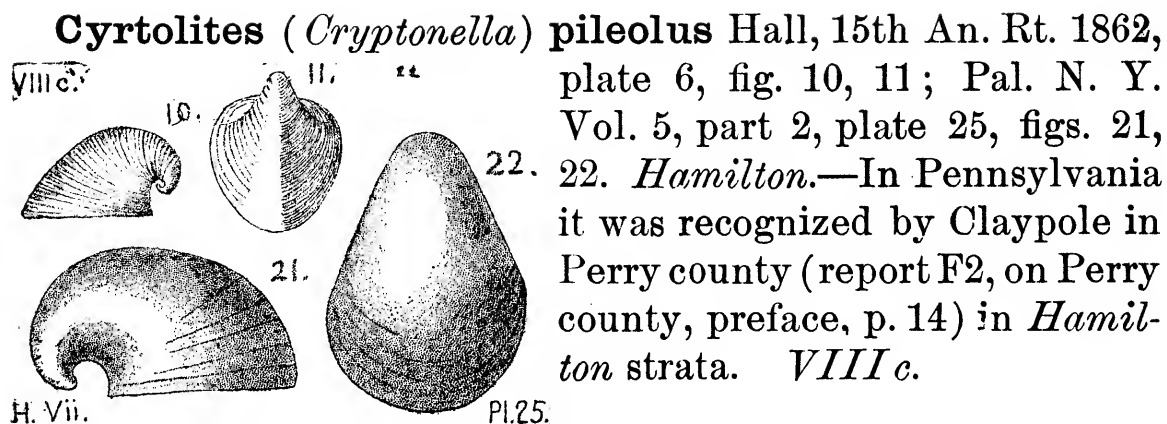 Cyrtolites (Cryptonella) pileolus Hall, 15th An. Rt. 1862,
plate 6, fig. 10, 11; Pal. N. Y.
Vol. 5, part 2, plate 25, figs. 21,
22. Hamilton.—In Pennsylvania
it was recognized by Claypole in
Perry county (report F2, on Perry
county, preface, p. 14) in Hamil-
ton strata. VIII c.
VIII c.
10.
11.
22.
21.
H. Vii.
Pl. 25.